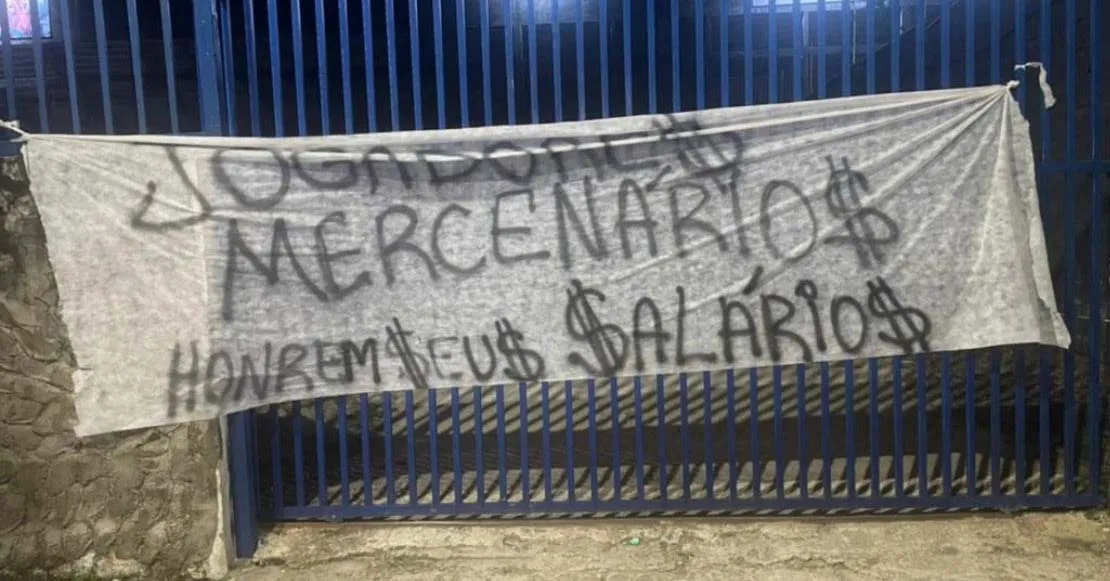 JOGADORE$
MERCENÁRIO$
HONREM $EU$ $ALÁRIO$